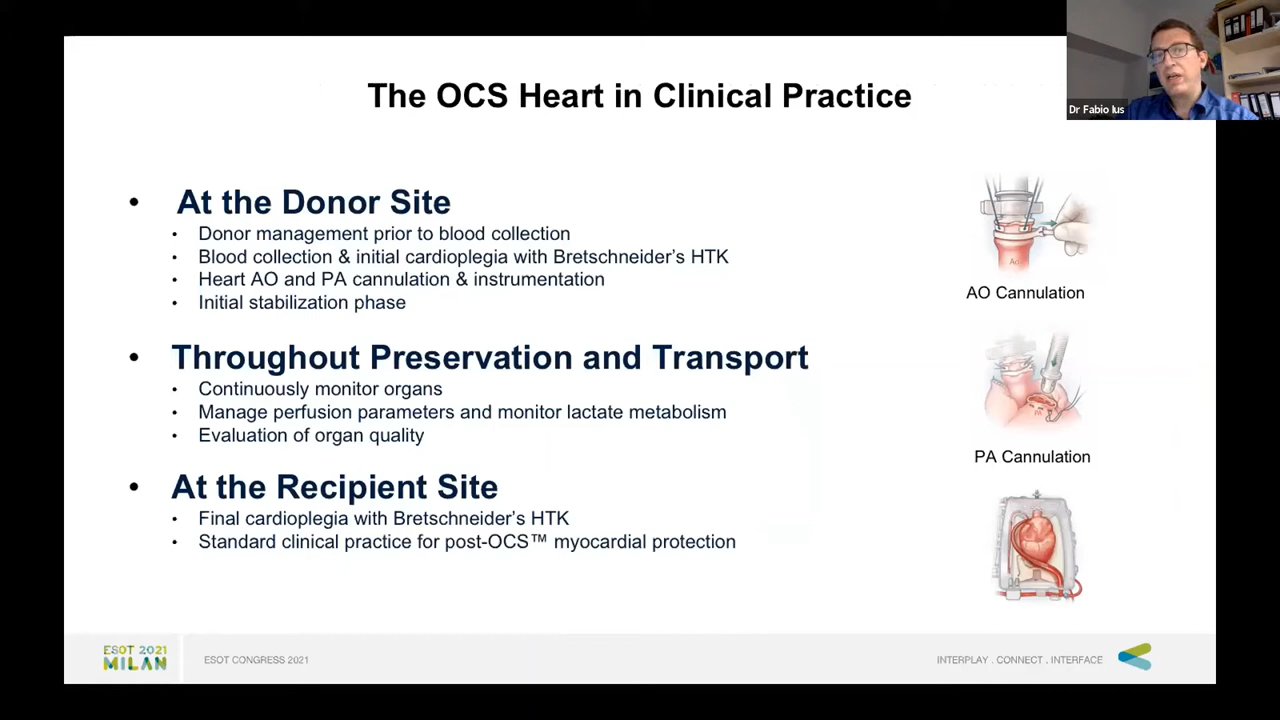 The OCS Heart in Clinical Practice
Dr Fabio Ius
• At the Donor Site
• Donor management prior to blood collection
• Blood collection & initial cardioplegia with Bretschneider’s HTK
• Heart AO and PA cannulation & instrumentation
• Initial stabilization phase
• Throughout Preservation and Transport
• Continuously monitor organs
• Manage perfusion parameters and monitor lactate metabolism
• Evaluation of organ quality
• At the Recipient Site
• Final cardioplegia with Bretschneider’s HTK
• Standard clinical practice for post-OCS™ myocardial protection
Ao
AO Cannulation
PA Cannulation
ESOT 2021
MILAN
ESOT CONGRESS 2021
INTERPLAY . CONNECT . INTERFACE